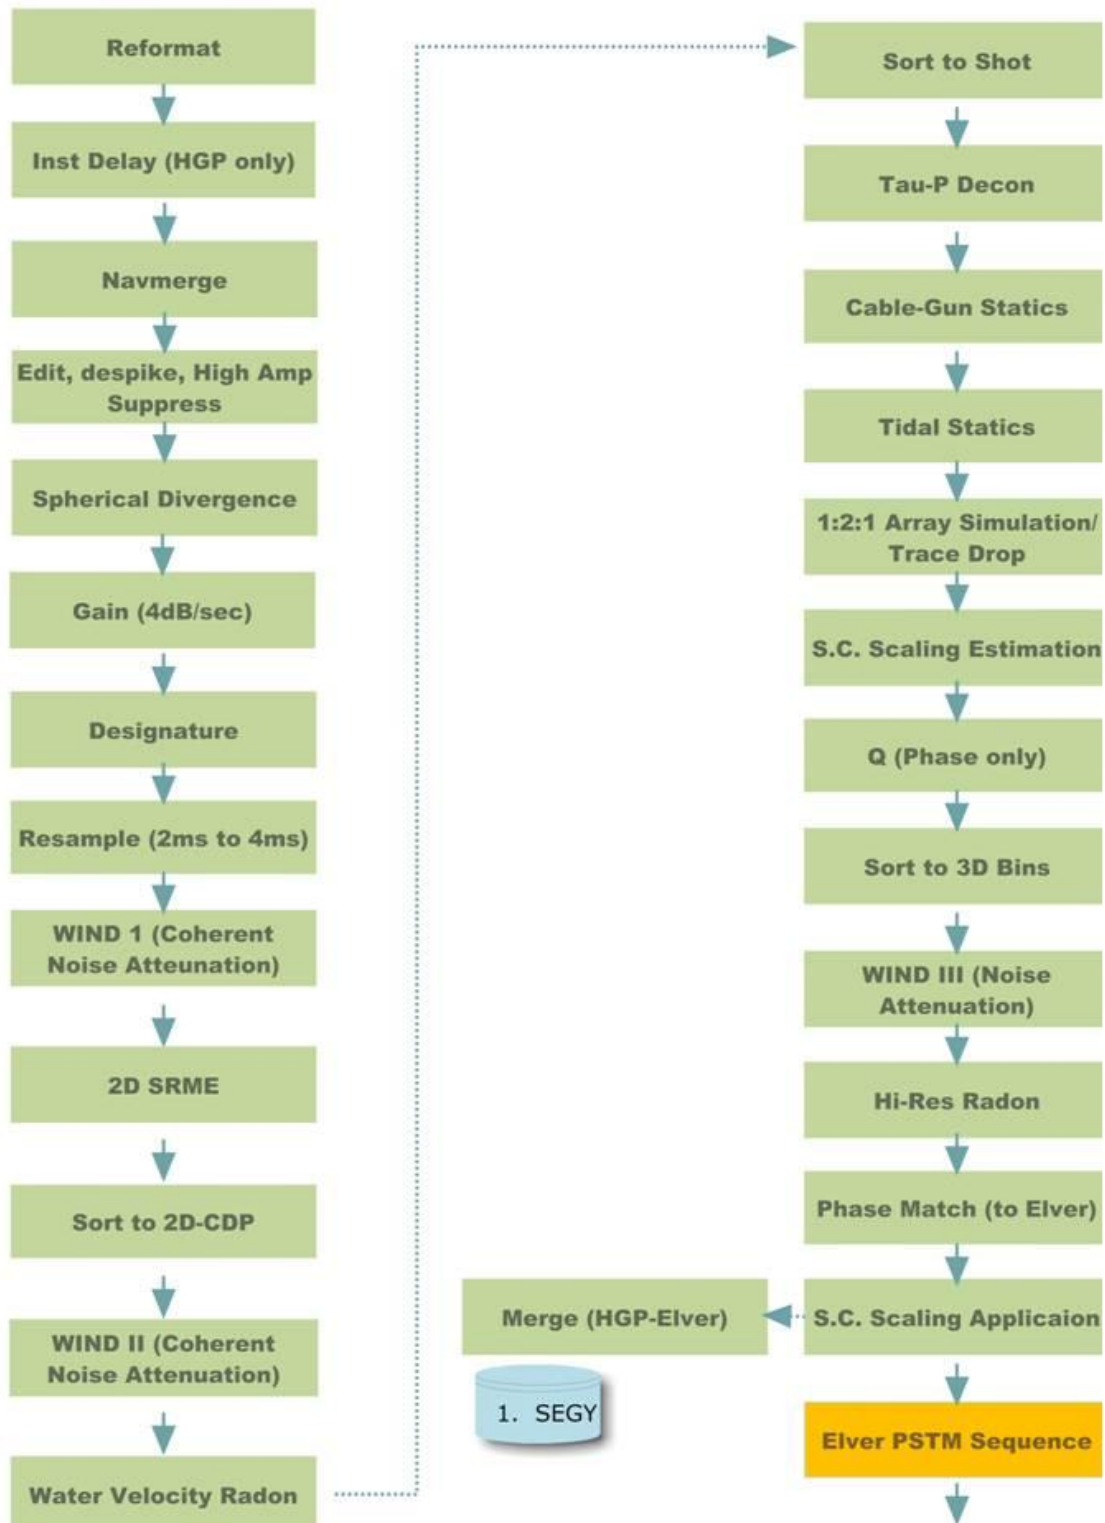 Reformat
Inst Delay (HGP only)
Navmerge
Edit, despike, High Amp
Suppress
Spherical Divergence
Gain (4dB/sec)
Designature
Resample (2ms to 4ms)
WIND 1 (Coherent
Noise Atteunation)
2D SRME
Sort to 2D-CDP
WIND II (Coherent
Noise Attenuation)
Water Velocity Radon
Sort to Shot
Tau-P Decon
Cable-Gun Statics
Tidal Statics
1:2:1 Array Simulation/
Trace Drop
S.C. Scaling Estimation
Q (Phase only)
Sort to 3D Bins
WIND III (Noise
Attenuation)
Hi-Res Radon
Phase Match (to Elver)
S.C. Scaling Applicaion
Merge (HGP-Elver)
1. SEGY
Elver PSTM Sequence